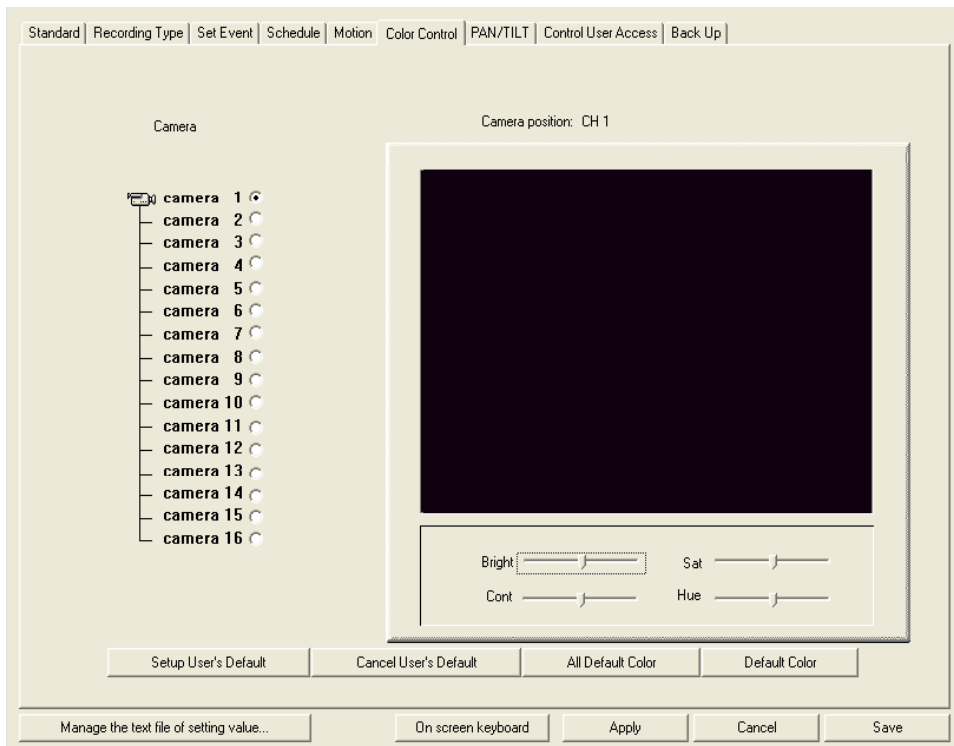 Standard Recording Type Set Event Schedule Motion Color Control PAN/TILT Control User Access Back Up
Camera
Camera position: CH 1
camera 1
camera 2
camera 3
camera 4
camera 5
camera 6
camera 7
camera 8
camera 9
camera 10
camera 11
camera 12
camera 13
camera 14
camera 15
camera 16
Bright Sat
Cont Hue
Setup User's Default Cancel User's Default All Default Color Default Color
Manage the text file of setting value... On screen keyboard Apply Cancel Save